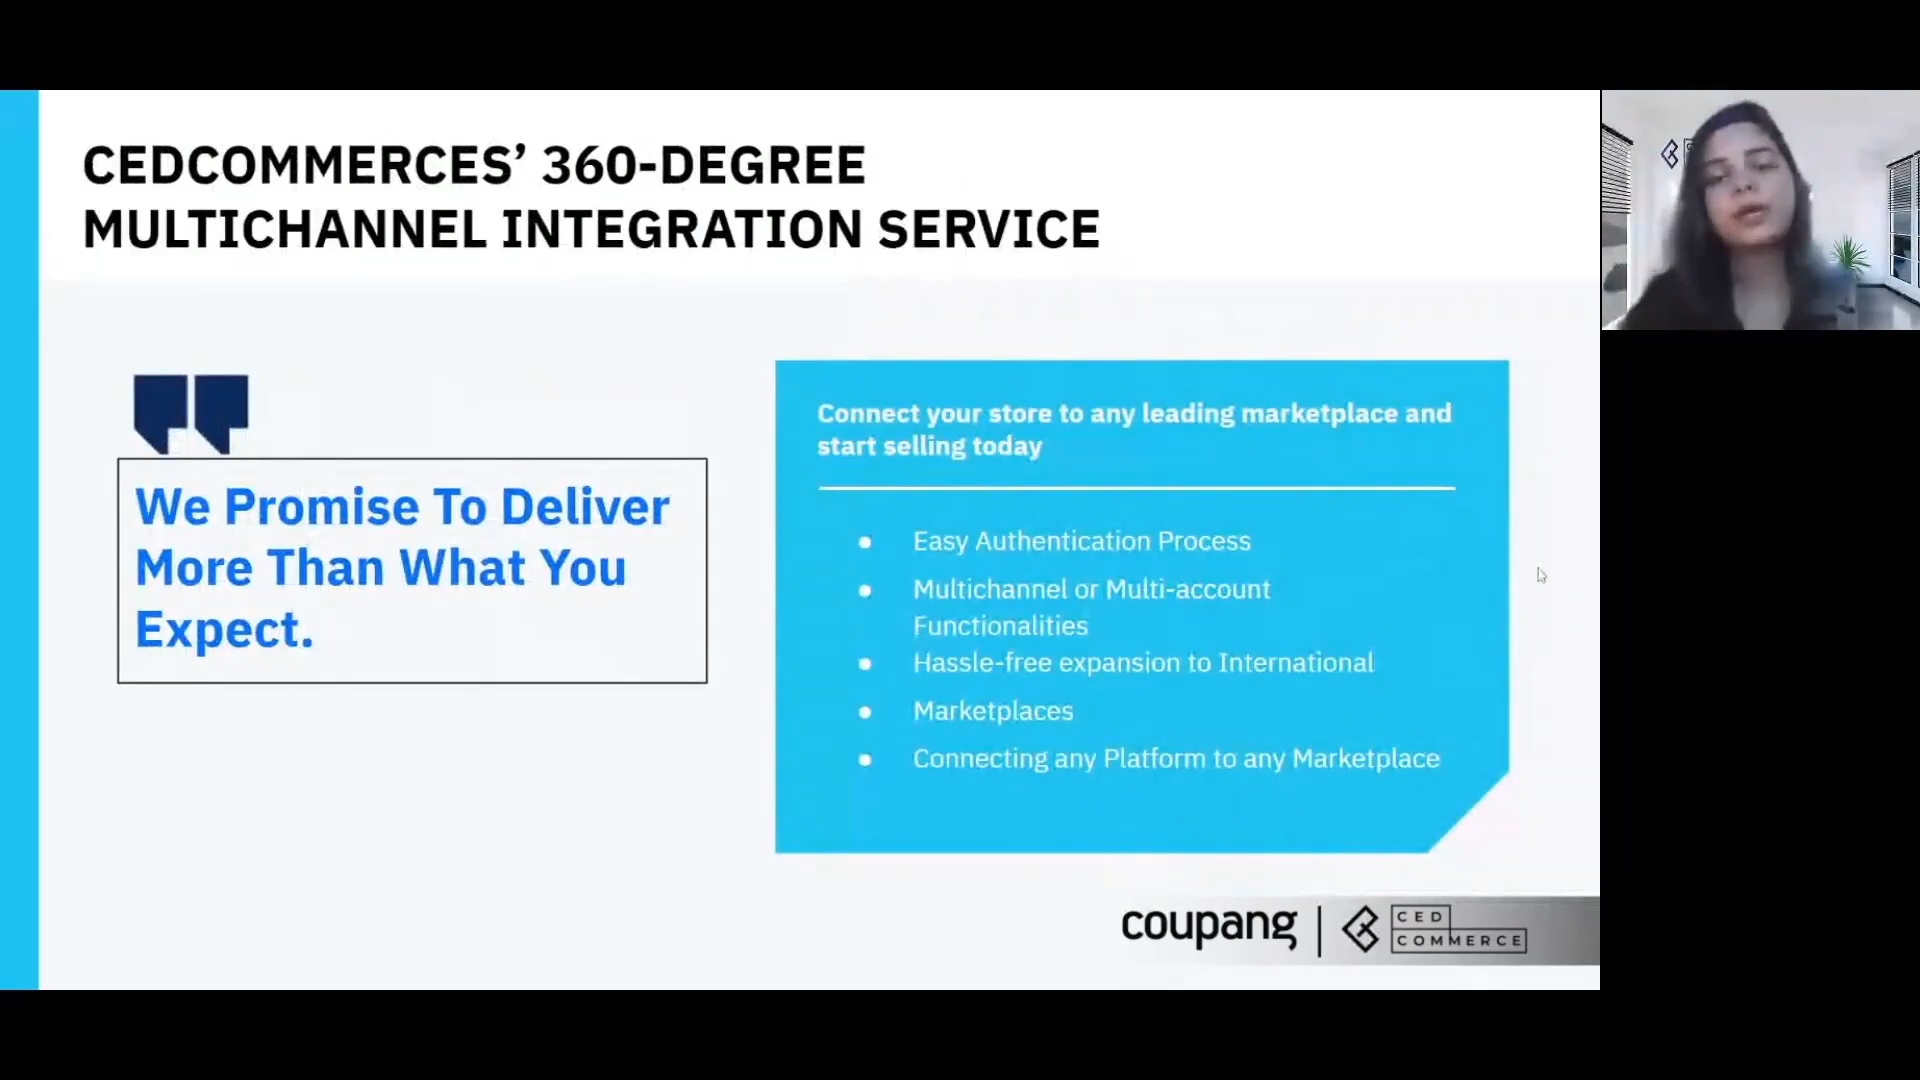 CEDCOMMERCES’ 360-DEGREE
MULTICHANNEL INTEGRATION SERVICE
We Promise To Deliver
More Than What You
Expect.
Connect your store to any leading marketplace and
start selling today
● Easy Authentication Process
● Multichannel or Multi-account
Functionalities
● Hassle-free expansion to International
● Marketplaces
● Connecting any Platform to any Marketplace
coupang
CED
COMMERCE